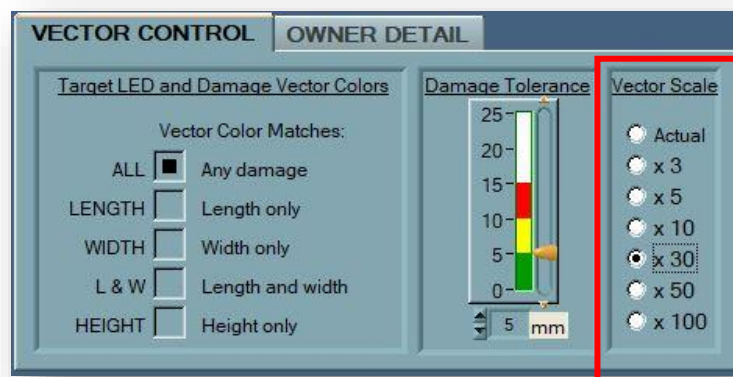 VECTOR CONTROL
OWNER DETAIL
Target LED and Damage Vector Colors
Vector Color Matches:
ALL Any damage
LENGTH Length only
WIDTH Width only
L & W Length and width
HEIGHT Height only
Damage Tolerance
25
20
15
10
5
0
5 mm
Vector Scale
Actual
x 3
x 5
x 10
x 30
x 50
x 100